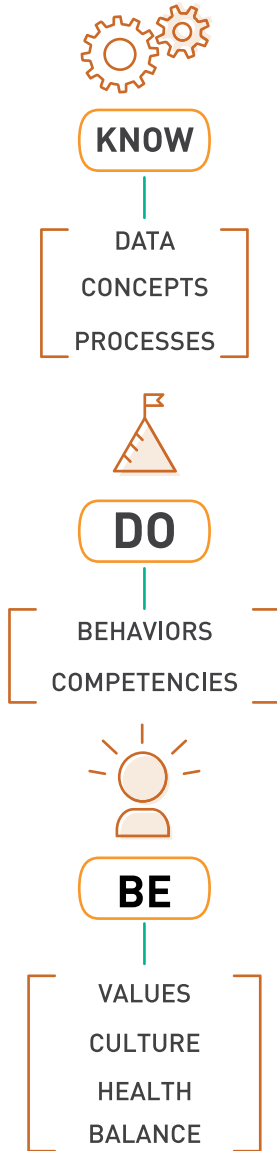 KNOW
DATA
CONCEPTS
PROCESSES
DO
BEHAVIORS
COMPETENCIES
BE
VALUES
CULTURE
HEALTH
BALANCE